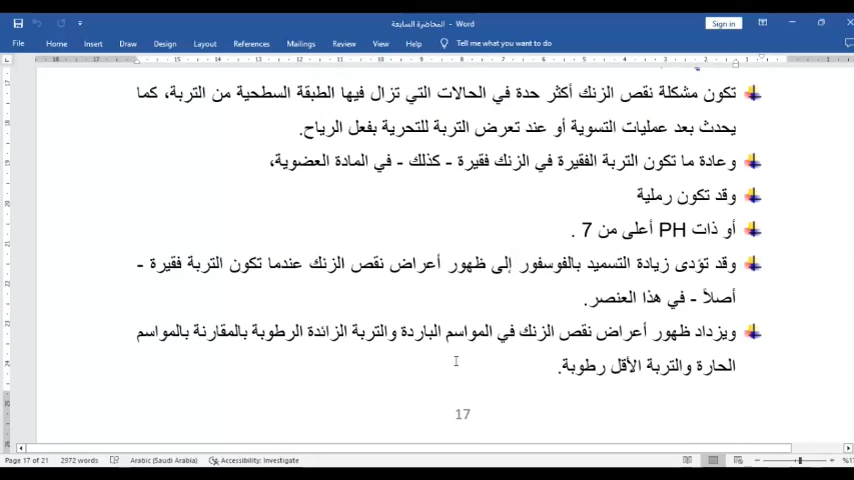 المحاضرة السابعة - Word
Sign in
File Home Insert Draw Design Layout References Mailings Review View Help Tell me what you want to do
تكون مشكلة نقص الزنك أكثر حدة في الحالات التي تزال فيها الطبقة السطحية من التربة، كما
يحدث بعد عمليات التسوية أو عند تعرض التربة للتحرية بفعل الرياح.
وعادة ما تكون التربة الفقيرة في الزنك فقيرة - كذلك - في المادة العضوية،
وقد تكون رملية
أو ذات PH أعلى من 7 .
وقد تؤدى زيادة التسميد بالفوسفور إلى ظهور أعراض نقص الزنك عندما تكون التربة فقيرة -
أصلاً - في هذا العنصر.
ويزداد ظهور أعراض نقص الزنك في المواسم الباردة والتربة الزائدة الرطوبة بالمقارنة بالمواسم
الحارة والتربة الأقل رطوبة.
17
Page 17 of 21 2972 words Arabic (Saudi Arabia) Accessibility: Investigate